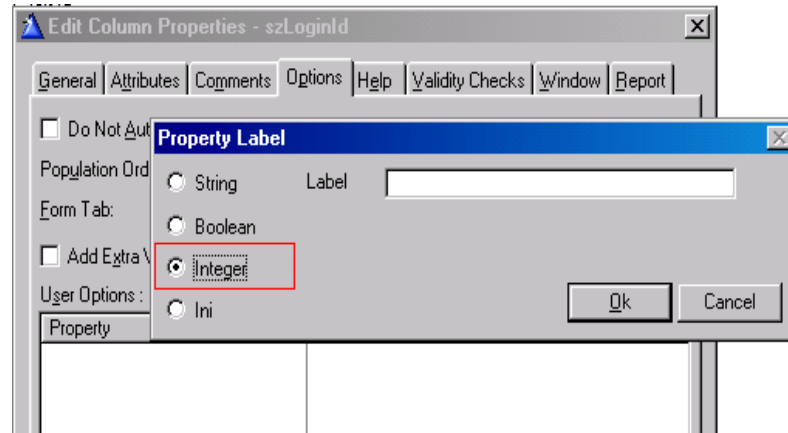 Edit Column Properties - szLoginId
General Attributes Comments Options Help Validity Checks Window Report
Do Not Aut
Property Label
Population Ord
String Label
Form Tab:
Boolean
Add Extra
Integer
User Options :
Ini
Ok Cancel
Property